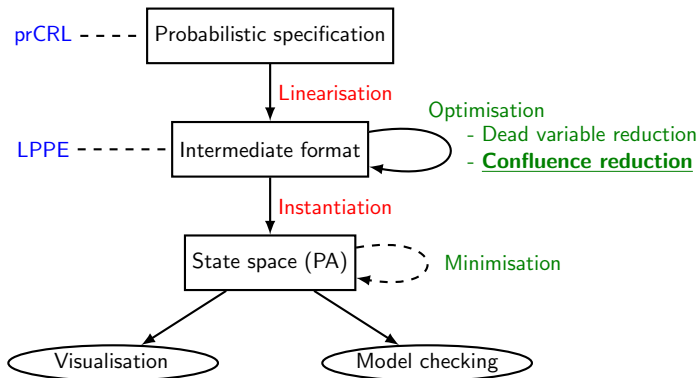 prCRL
Probabilistic specification
Linearisation
Optimisation
LPPE
Intermediate format
- Dead variable reduction
- Confluence reduction
Instantiation
State space (PA)
Minimisation
Visualisation
Model checking